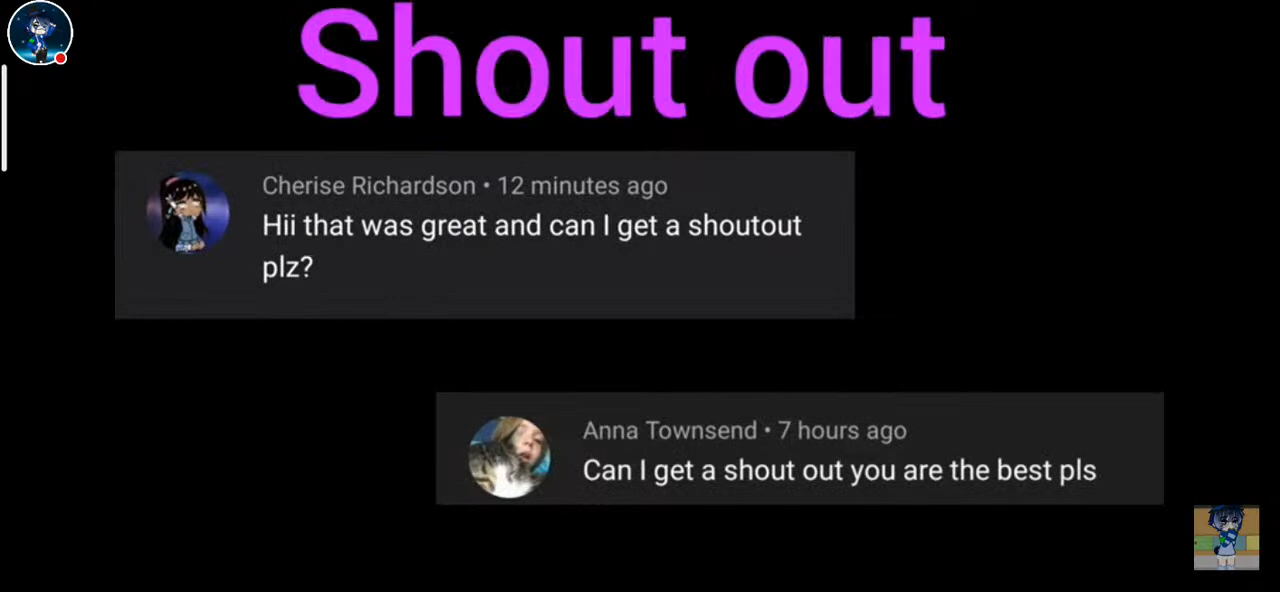 Shout out
Cherise Richardson • 12 minutes ago
Hii that was great and can I get a shoutout
plz?
Anna Townsend • 7 hours ago
Can I get a shout out you are the best pls